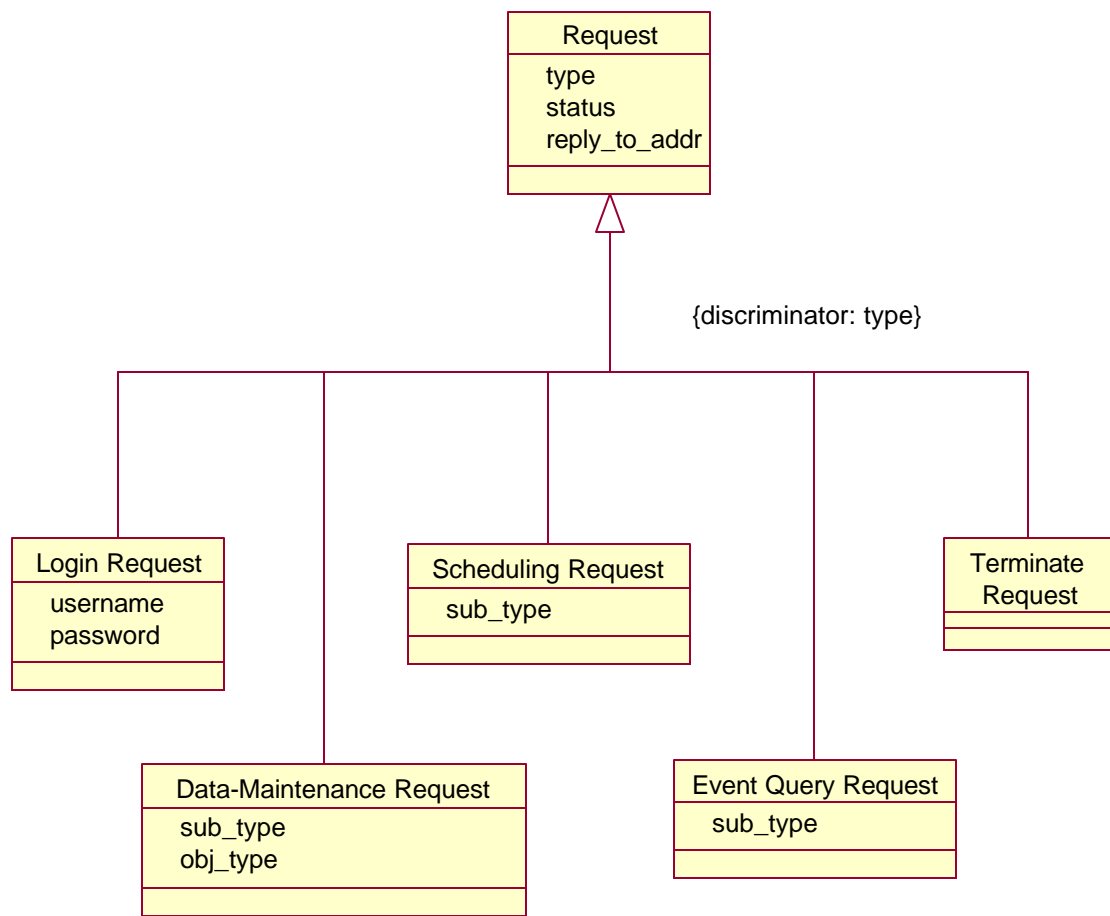 Request
type
status
reply_to_addr
{discriminator: type}
Login Request
username
password
Scheduling Request
sub_type
Terminate
Request
Data-Maintenance Request
sub_type
obj_type
Event Query Request
sub_type